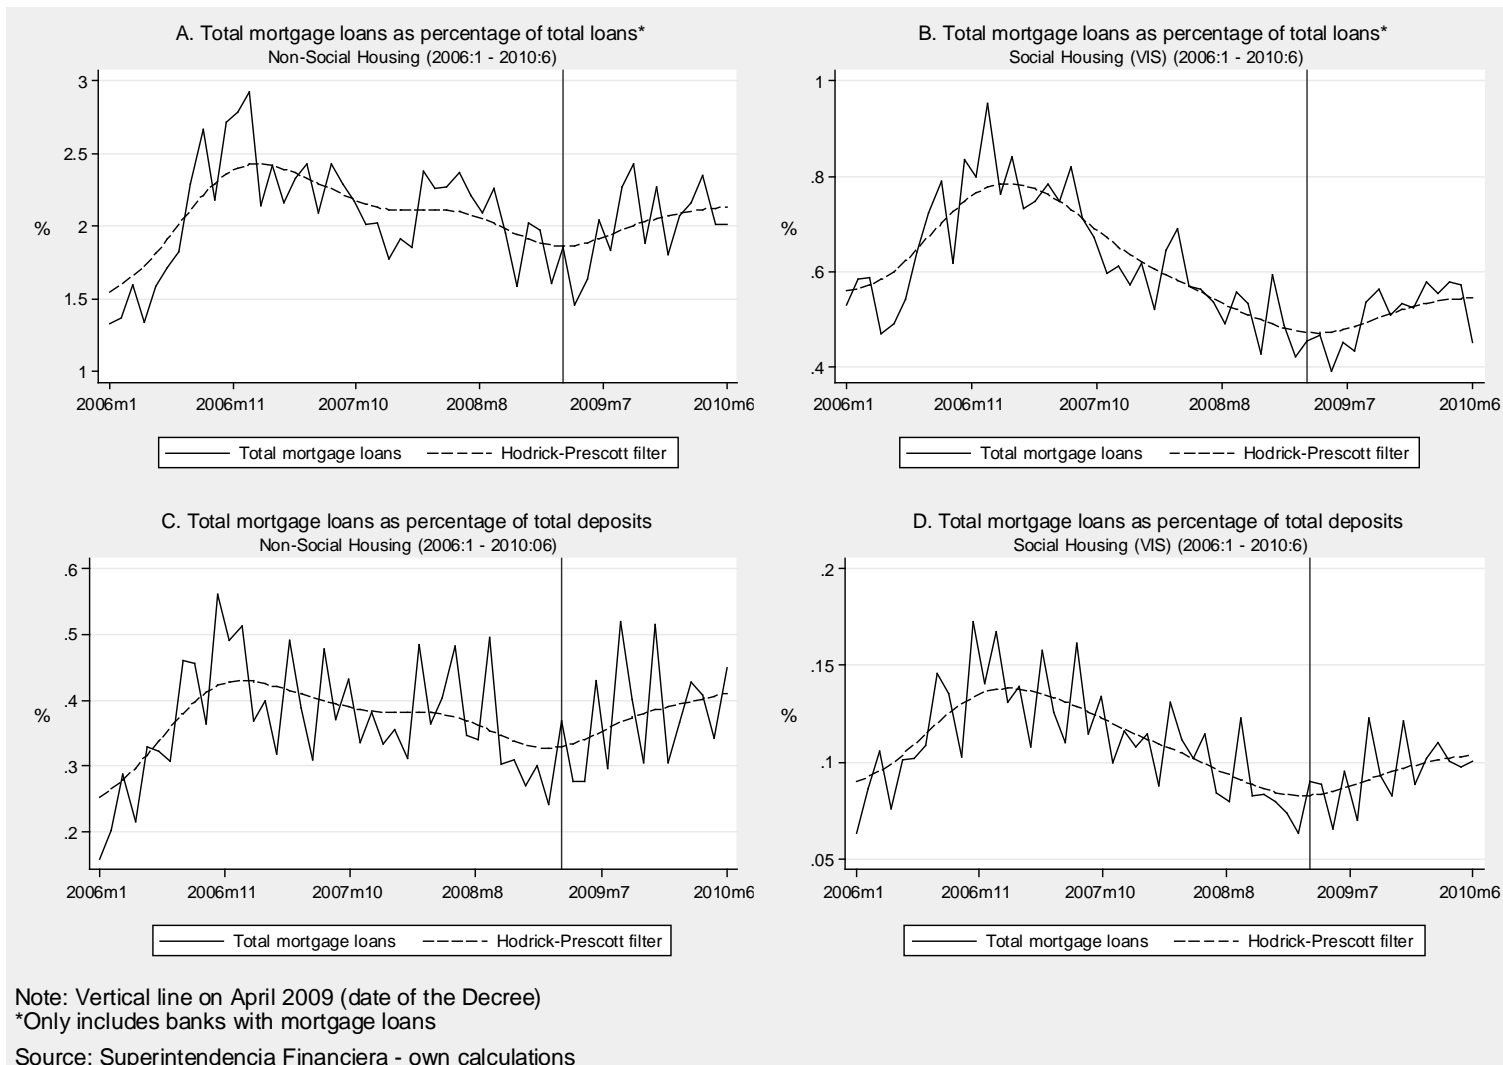 A. Total mortgage loans as percentage of total loans*
Non-Social Housing (2006:1 - 2010:6)
3
2.5
2
1.5
1
%
2006m1 2006m11 2007m10 2008m8 2009m7 2010m6
Total mortgage loans Hodrick-Prescott filter
B. Total mortgage loans as percentage of total loans*
Social Housing (VIS) (2006:1 - 2010:6)
1
.8
.6
.4
%
2006m1 2006m11 2007m10 2008m8 2009m7 2010m6
Total mortgage loans Hodrick-Prescott filter
C. Total mortgage loans as percentage of total deposits
Non-Social Housing (2006:1 - 2010:06)
.6
.5
.4
.3
.2
%
2006m1 2006m11 2007m10 2008m8 2009m7 2010m6
Total mortgage loans Hodrick-Prescott filter
D. Total mortgage loans as percentage of total deposits
Social Housing (VIS) (2006:1 - 2010:6)
.2
.15
.1
.05
%
2006m1 2006m11 2007m10 2008m8 2009m7 2010m6
Total mortgage loans Hodrick-Prescott filter
Note: Vertical line on April 2009 (date of the Decree)
*Only includes banks with mortgage loans
Source: Superintendencia Financiera - own calculations